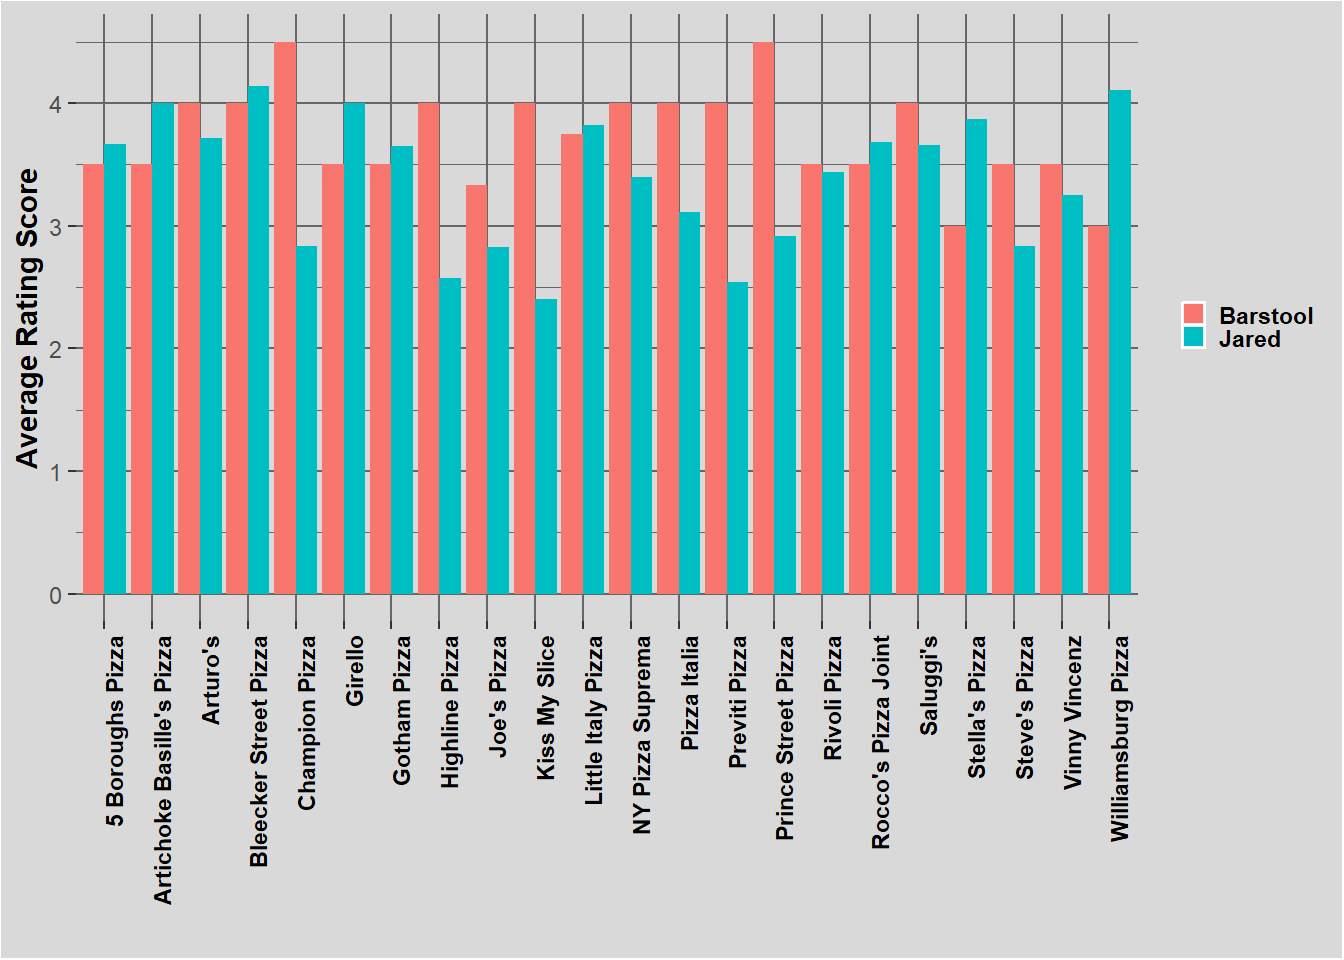 Average Rating Score
4
3
2
1
0
5 Boroughs Pizza
Artichoke Basille's Pizza
Arturo's
Bleecker Street Pizza
Champion Pizza
Girello
Gotham Pizza
Highline Pizza
Joe's Pizza
Kiss My Slice
Little Italy Pizza
NY Pizza Suprema
Pizza Italia
Previti Pizza
Prince Street Pizza
Rivoli Pizza
Rocco's Pizza Joint
Saluggi's
Stella's Pizza
Steve's Pizza
Vinny Vincenz
Williamsburg Pizza
Barstool
Jared